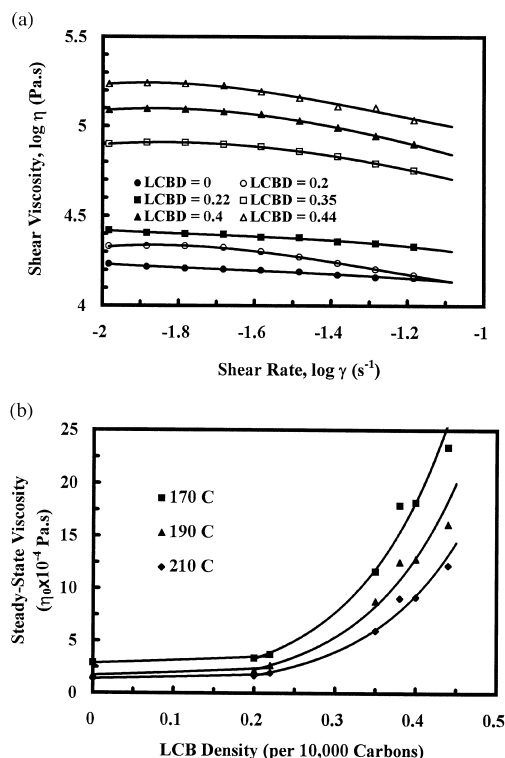 (a)
5.5
5
4.5
4
Shear Viscosity, log η (Pa.s)
LCBD = 0
LCBD = 0.2
LCBD = 0.22
LCBD = 0.35
LCBD = 0.4
LCBD = 0.44
-2
-1.8
-1.6
-1.4
-1.2
-1
Shear Rate, log γ (s⁻¹)
(b)
25
20
15
10
5
0
Steady-State Viscosity
(η₀x10⁻⁴ Pa.s)
170 C
190 C
210 C
0
0.1
0.2
0.3
0.4
0.5
LCB Density (per 10,000 Carbons)